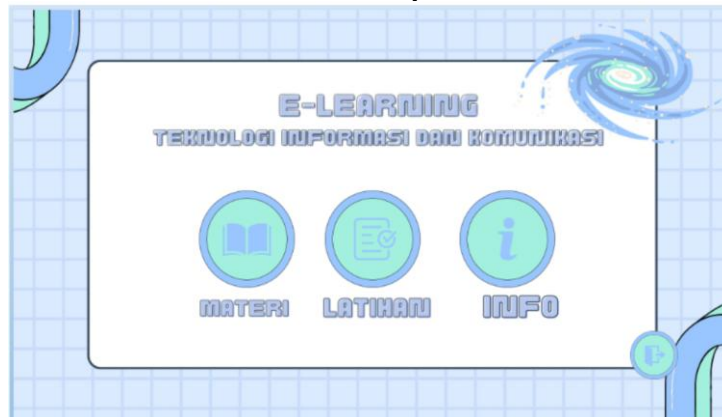 E-LEARNING
TEKNOLOGI INFORMASI DAN KOMUNIKASI
MATERI LATIHAN INFO